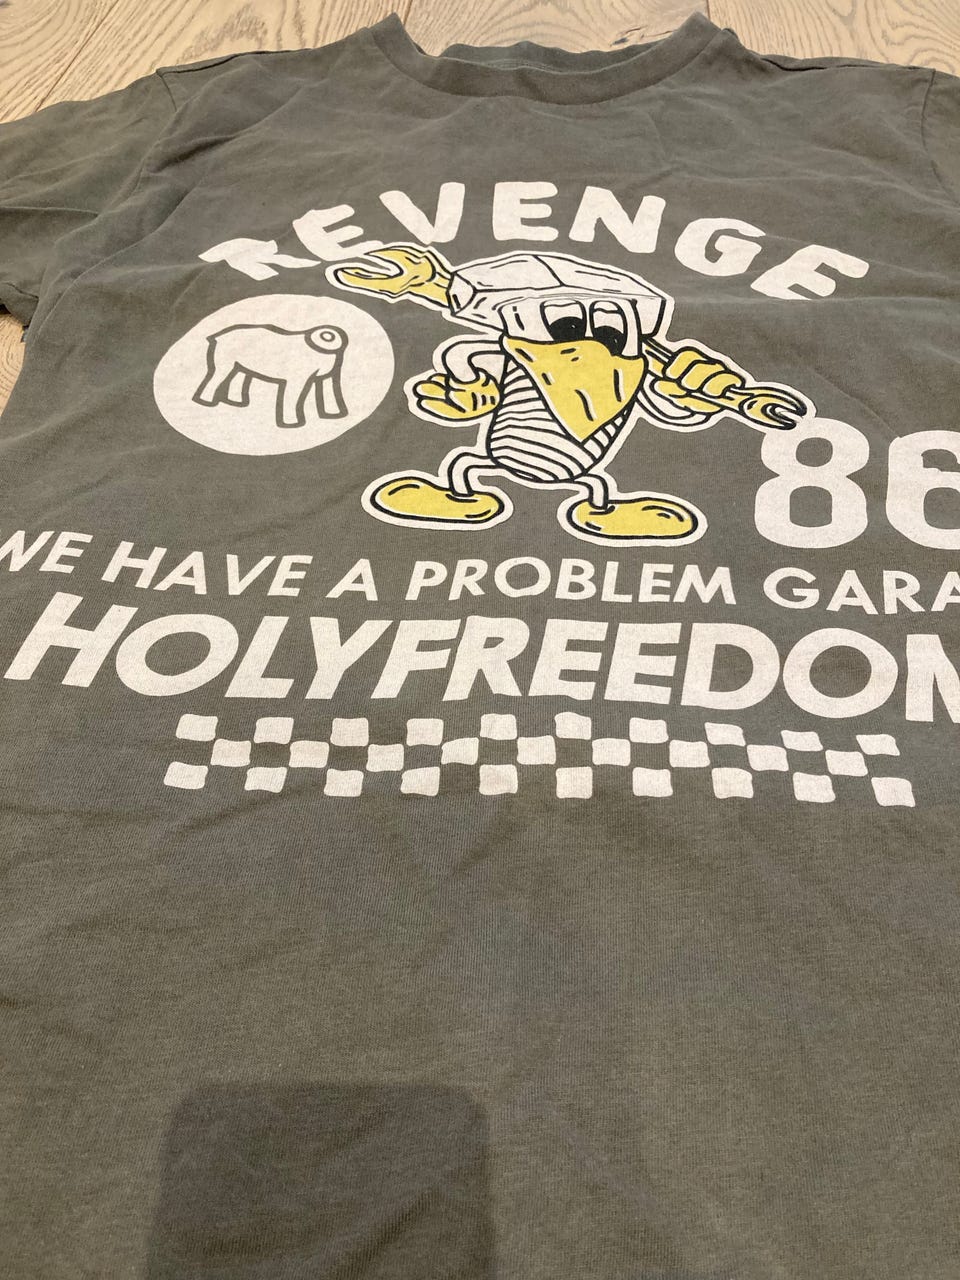 REVENGE
86
WE HAVE A PROBLEM GARA
HOLYFREEDOM